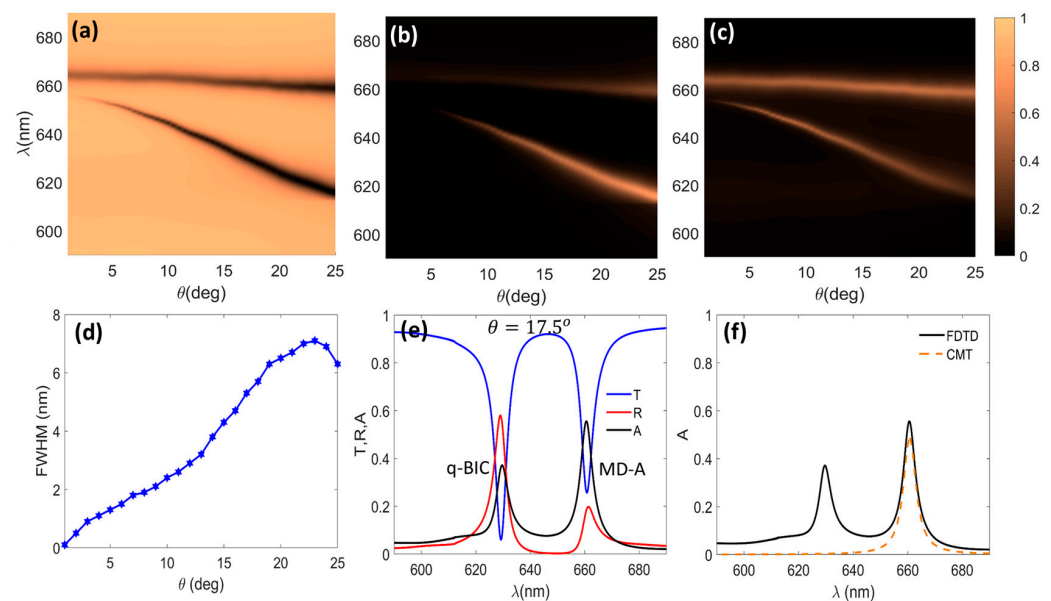 (a)
680
660
640
620
600
λ(nm)
5 10 15 20 25
θ(deg)
(b)
680
660
640
620
600
5 10 15 20 25
θ(deg)
(c)
680
660
640
620
600
5 10 15 20 25
θ(deg)
1
0.8
0.6
0.4
0.2
0
(d)
8
6
4
2
0
FWHM (nm)
5 10 15 20 25
θ (deg)
(e)
θ = 17.5°
1
0.8
0.6
0.4
0.2
0
T,R,A
T
R
A
q-BIC
MD-A
600 620 640 660 680
λ(nm)
(f)
1
0.8
0.6
0.4
0.2
0
A
FDTD
CMT
600 620 640 660 680
λ (nm)